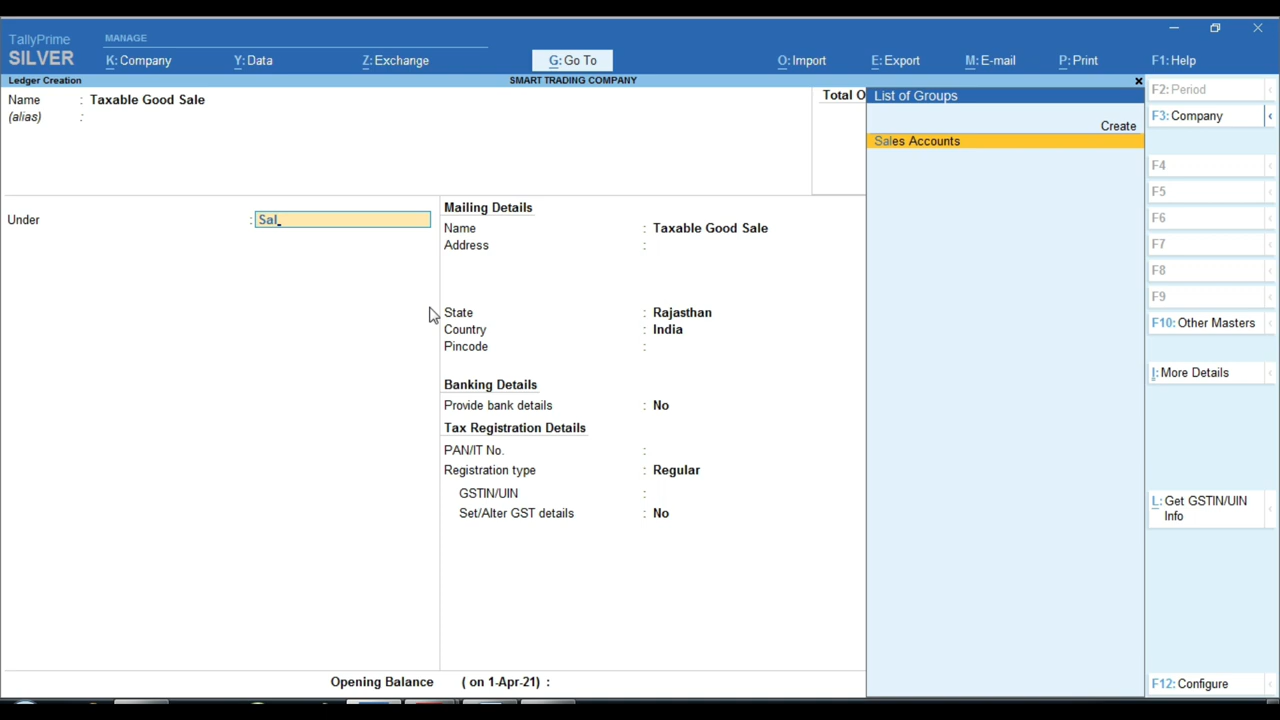 TallyPrime
SILVER
MANAGE
K: Company
Y: Data
Z: Exchange
G: Go To
O: Import
E: Export
M: E-mail
P: Print
F1: Help
Ledger Creation
SMART TRADING COMPANY
Name : Taxable Good Sale
(alias) :
Total O
List of Groups
Create
Sales Accounts
Under : Sal_
Mailing Details
Name : Taxable Good Sale
Address :
State : Rajasthan
Country : India
Pincode :
Banking Details
Provide bank details : No
Tax Registration Details
PAN/IT No. :
Registration type : Regular
GSTIN/UIN :
Set/Alter GST details : No
Opening Balance ( on 1-Apr-21) :
F2: Period
F3: Company
F4
F5
F6
F7
F8
F9
F10: Other Masters
I: More Details
L: Get GSTIN/UIN
Info
F12: Configure